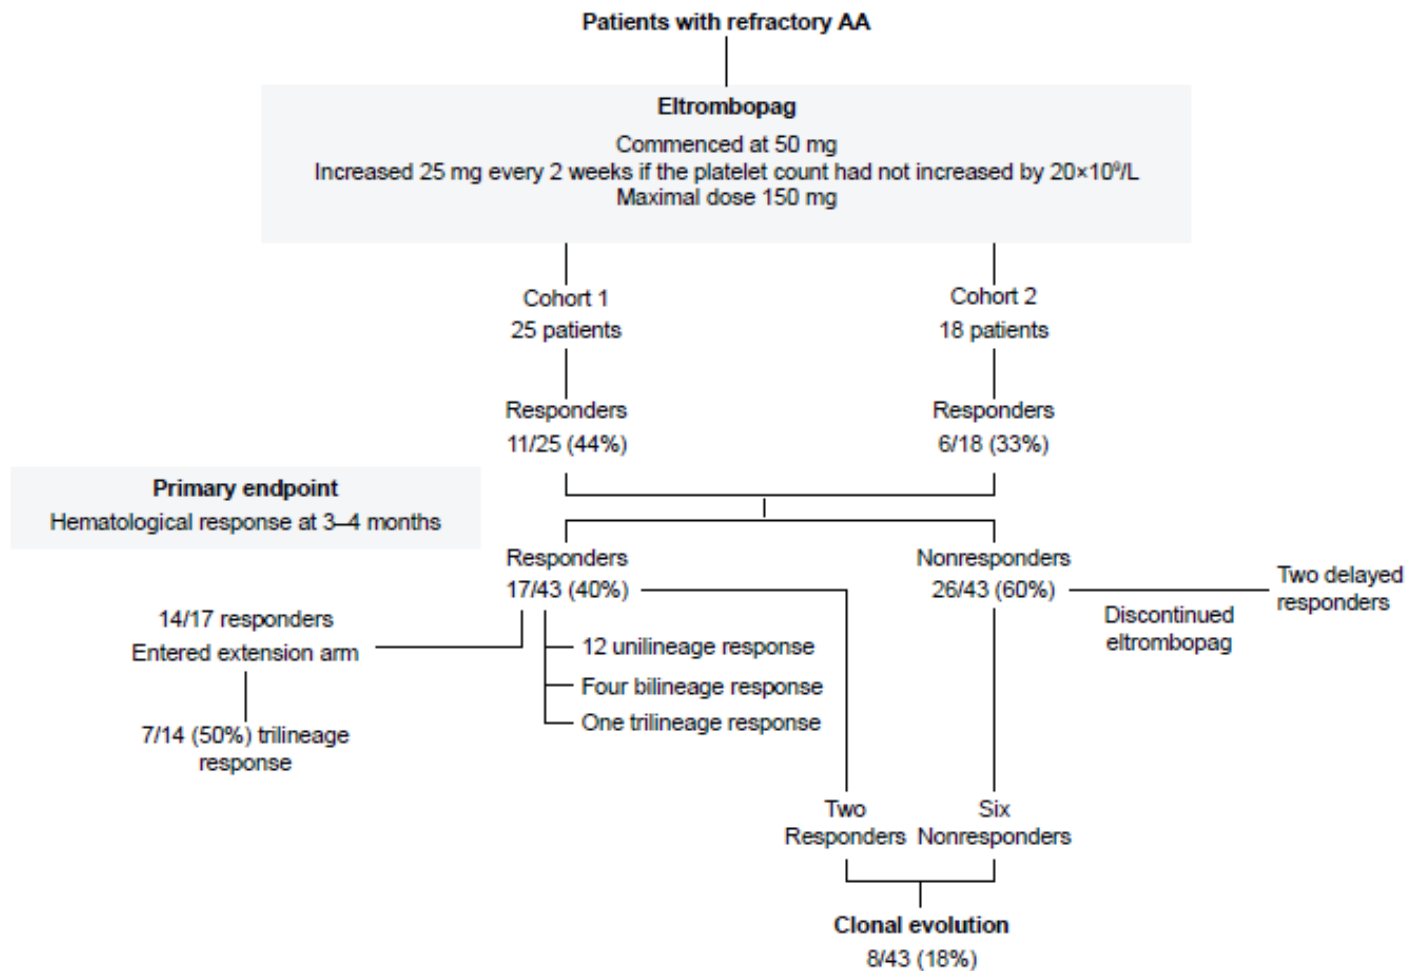 Patients with refractory AA
Eltrombopag
Commenced at 50 mg
Increased 25 mg every 2 weeks if the platelet count had not increased by 20×10⁹/L
Maximal dose 150 mg
Cohort 1
25 patients
Cohort 2
18 patients
Responders
11/25 (44%)
Responders
6/18 (33%)
Primary endpoint
Hematological response at 3–4 months
Responders
17/43 (40%)
Nonresponders
26/43 (60%)
Discontinued
eltrombopag
Two delayed
responders
14/17 responders
Entered extension arm
7/14 (50%) trilineage
response
12 unilineage response
Four bilineage response
One trilineage response
Two
Responders
Six
Nonresponders
Clonal evolution
8/43 (18%)